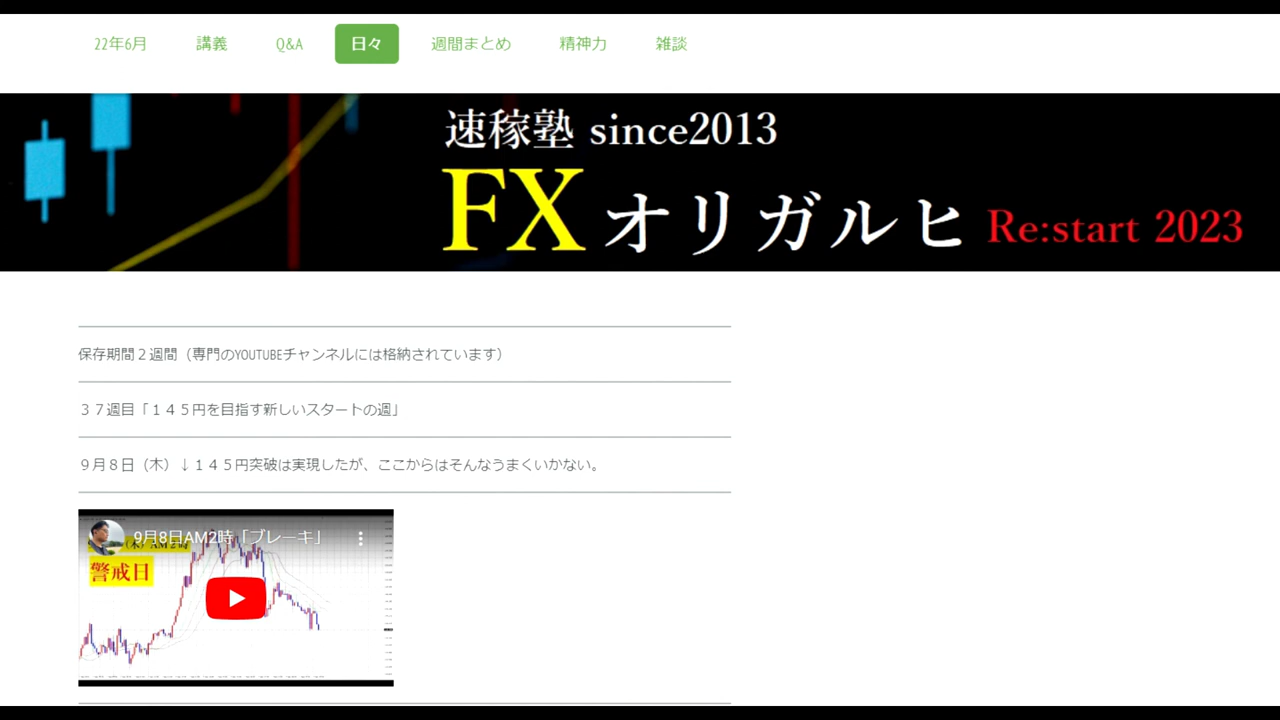 22年6月 講義 Q&A 日々 週間まとめ 精神力 雑談
速稼塾 since2013
FX オリガルヒ Re:start 2023
保存期間２週間（専門のYOUTUBEチャンネルには格納されています）
３７週目「１４５円を目指す新しいスタートの週」
９月８日（木）↓１４５円突破は実現したが、ここからはそんなうまくいかない。
9月8日AM2時「ブレーキ」
警戒日